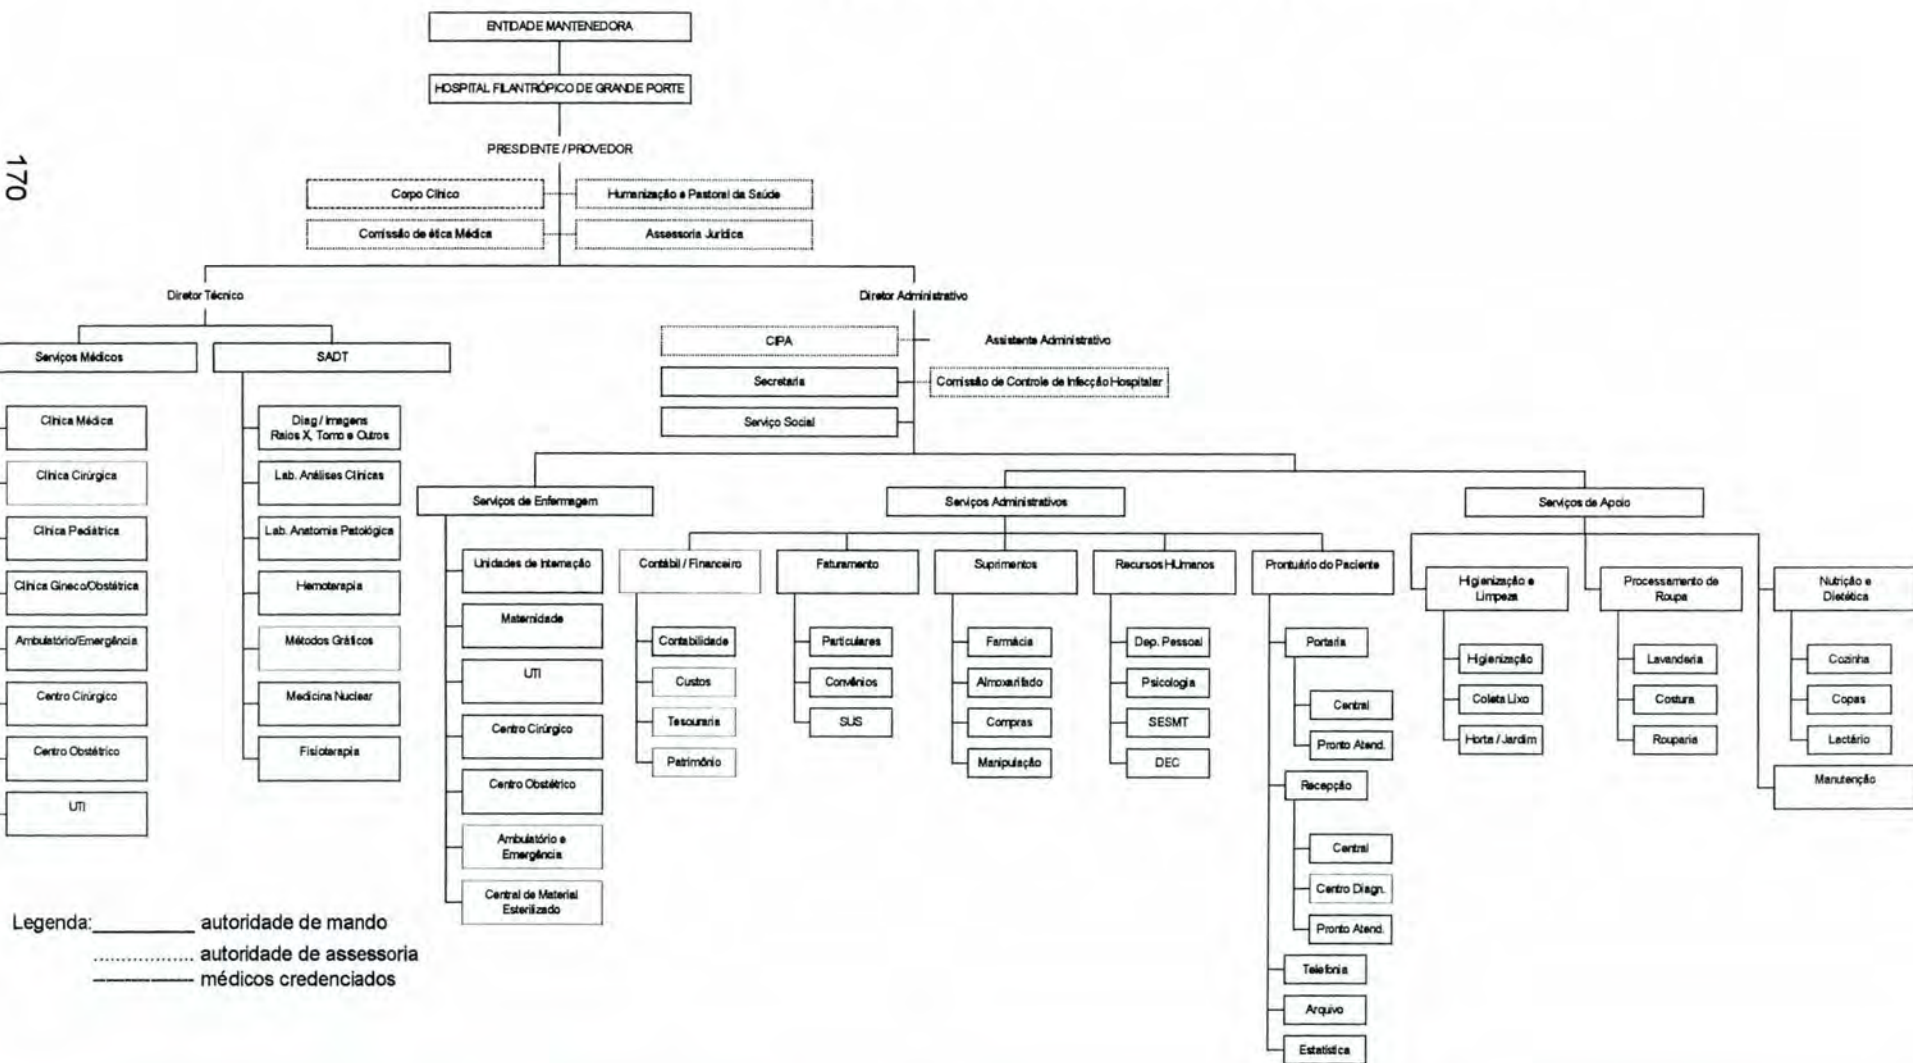 170
ENTIDADE MANTENEDORA
HOSPITAL FILANTRÓPICO DE GRANDE PORTE
PRESIDENTE / PROVEDOR
Corpo Clínico
Humanização e Pastoral da Saúde
Comissão de ética Médica
Assessoria Jurídica
Diretor Técnico
Diretor Administrativo
Serviços Médicos
SADT
CIPA
Assistente Administrativo
Secretaria
Comissão de Controle de Infecção Hospitalar
Serviço Social
Clínica Médica
Clínica Cirúrgica
Clínica Pediátrica
Clínica Gineco/Obstétrica
Ambulatório/Emergência
Centro Cirúrgico
Centro Obstétrico
UTI
Diag / Imagens
Raios X, Tomo e Outros
Lab. Análises Clínicas
Lab. Anatomia Patológica
Hemoterapia
Métodos Gráficos
Medicina Nuclear
Fisioterapia
Serviços de Enfermagem
Unidades de Internação
Maternidade
UTI
Centro Cirúrgico
Centro Obstétrico
Ambulatório e
Emergência
Central de Material
Esterilizado
Serviços Administrativos
Contábil / Financeiro
Contabilidade
Custos
Tesouraria
Patrimônio
Faturamento
Particulares
Convênios
SUS
Suprimentos
Farmácia
Almoxarifado
Compras
Manipulação
Recursos Humanos
Dep. Pessoal
Psicologia
SESMT
DEC
Prontuário do Paciente
Portaria
Central
Pronto Atend.
Recepção
Central
Centro Diagn.
Pronto Atend.
Telefonia
Arquivo
Estatística
Serviços de Apoio
Higienização e
Limpeza
Higienização
Coleta Lixo
Horta / Jardim
Processamento de
Roupa
Lavanderia
Costura
Rouparia
Nutrição e
Dietética
Cozinha
Copas
Lactário
Manutenção
Legenda: autoridade de mando
autoridade de assessoria
médicos credenciados